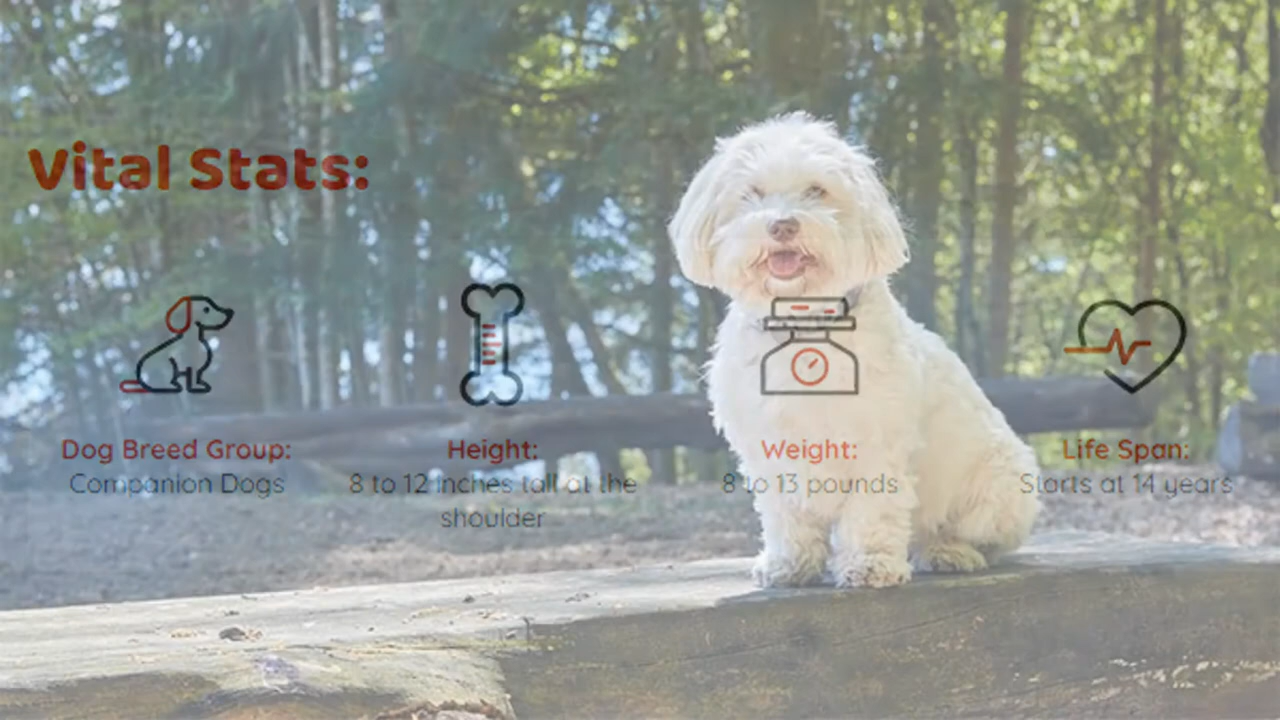 Vital Stats:
Dog Breed Group:
Companion Dogs
Height:
8 to 12 inches tall at the
shoulder
Weight:
8 to 13 pounds
Life Span:
Starts at 14 years